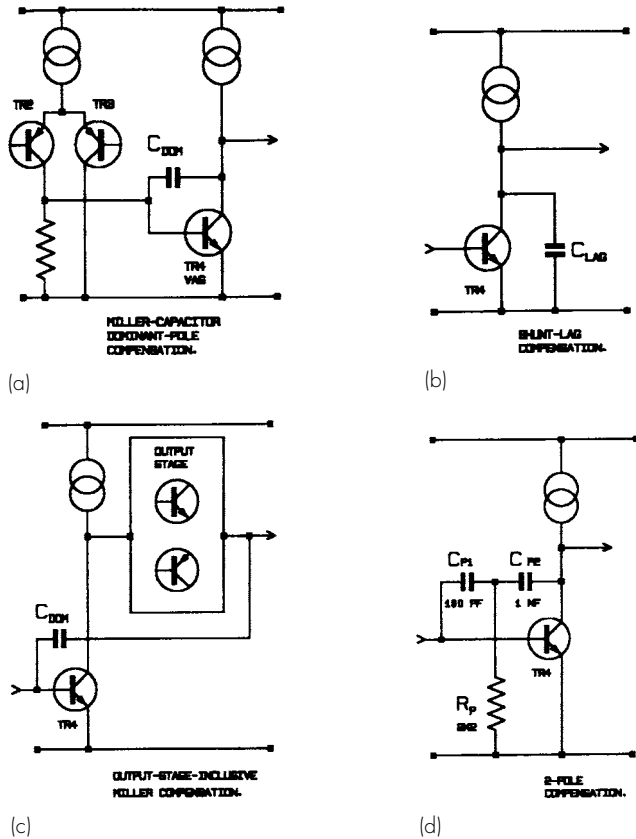 TR2
TR3
C DOM
TR4
VAS
MILLER-CAPACITOR
DOMINANT-POLE
COMPENSATION.
(a)
C LAG
TR4
SHUNT-LAG
COMPENSATION.
(b)
OUTPUT
STAGE
C DOM
TR4
OUTPUT-STAGE-INCLUSIVE
MILLER COMPENSATION.
(c)
C P1
C P2
100 PF
1 NF
TR4
R P
2K2
2-POLE
COMPENSATION.
(d)